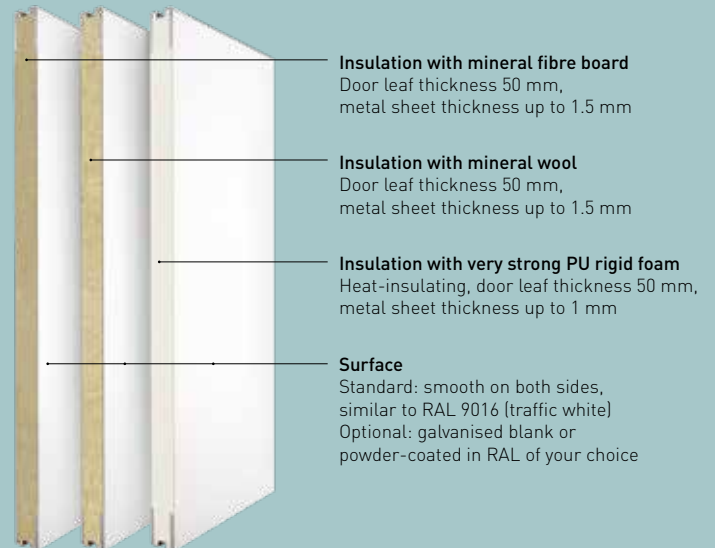 Insulation with mineral fibre board
Door leaf thickness 50 mm,
metal sheet thickness up to 1.5 mm
Insulation with mineral wool
Door leaf thickness 50 mm,
metal sheet thickness up to 1.5 mm
Insulation with very strong PU rigid foam
Heat-insulating, door leaf thickness 50 mm,
metal sheet thickness up to 1 mm
Surface
Standard: smooth on both sides,
similar to RAL 9016 (traffic white)
Optional: galvanised blank or
powder-coated in RAL of your choice